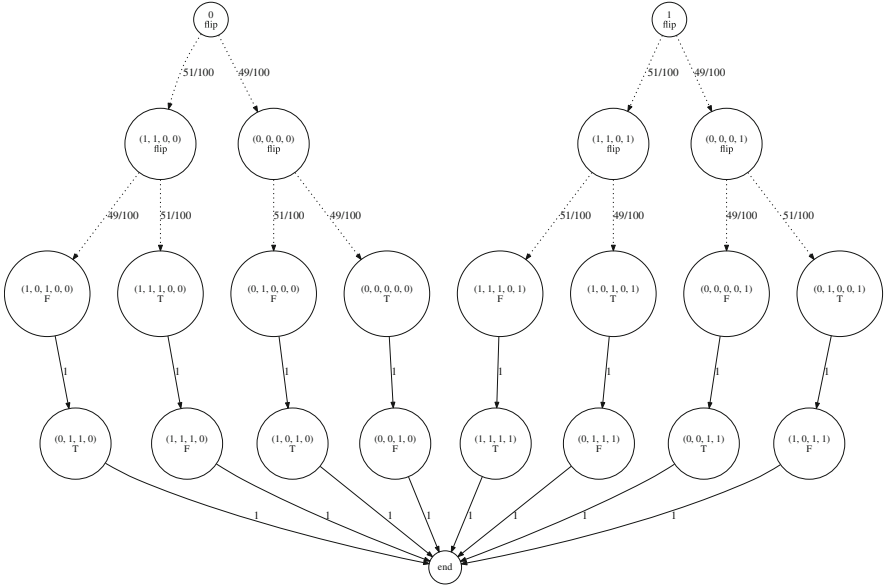 0
flip
1
flip
51/100
49/100
51/100
49/100
(1, 1, 0, 0)
flip
(0, 0, 0, 0)
flip
(1, 1, 0, 1)
flip
(0, 0, 0, 1)
flip
49/100
51/100
51/100
49/100
51/100
49/100
49/100
51/100
(1, 0, 1, 0, 0)
F
(1, 1, 1, 0, 0)
T
(0, 1, 0, 0, 0)
F
(0, 0, 0, 0, 0)
T
(1, 1, 1, 0, 1)
F
(1, 0, 1, 0, 1)
T
(0, 0, 0, 0, 1)
F
(0, 1, 0, 0, 1)
T
1
1
1
1
1
1
1
1
(0, 1, 1, 0)
T
(1, 1, 1, 0)
F
(1, 0, 1, 0)
T
(0, 0, 1, 0)
F
(1, 1, 1, 1)
T
(0, 1, 1, 1)
F
(0, 0, 1, 1)
T
(1, 0, 1, 1)
F
1
1
1
1
1
1
1
1
end